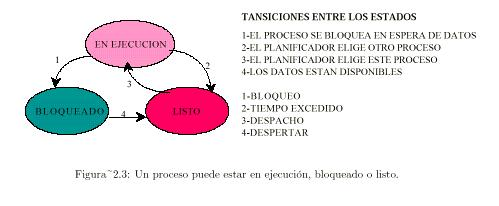 TANSICIONES ENTRE LOS ESTADOS
EN EJECUCION
1
2
3
BLOQUEADO
4
LISTO
1-EL PROCESO SE BLOQUEA EN ESPERA DE DATOS
2-EL PLANIFICADOR ELIGE OTRO PROCESO
3-EL PLANIFICADOR ELIGE ESTE PROCESO
4-LOS DATOS ESTAN DISPONIBLES
1-BLOQUEO
2-TIEMPO EXCEDIDO
3-DESPACHO
4-DESPERTAR
Figura~2.3: Un proceso puede estar en ejecución, bloqueado o listo.